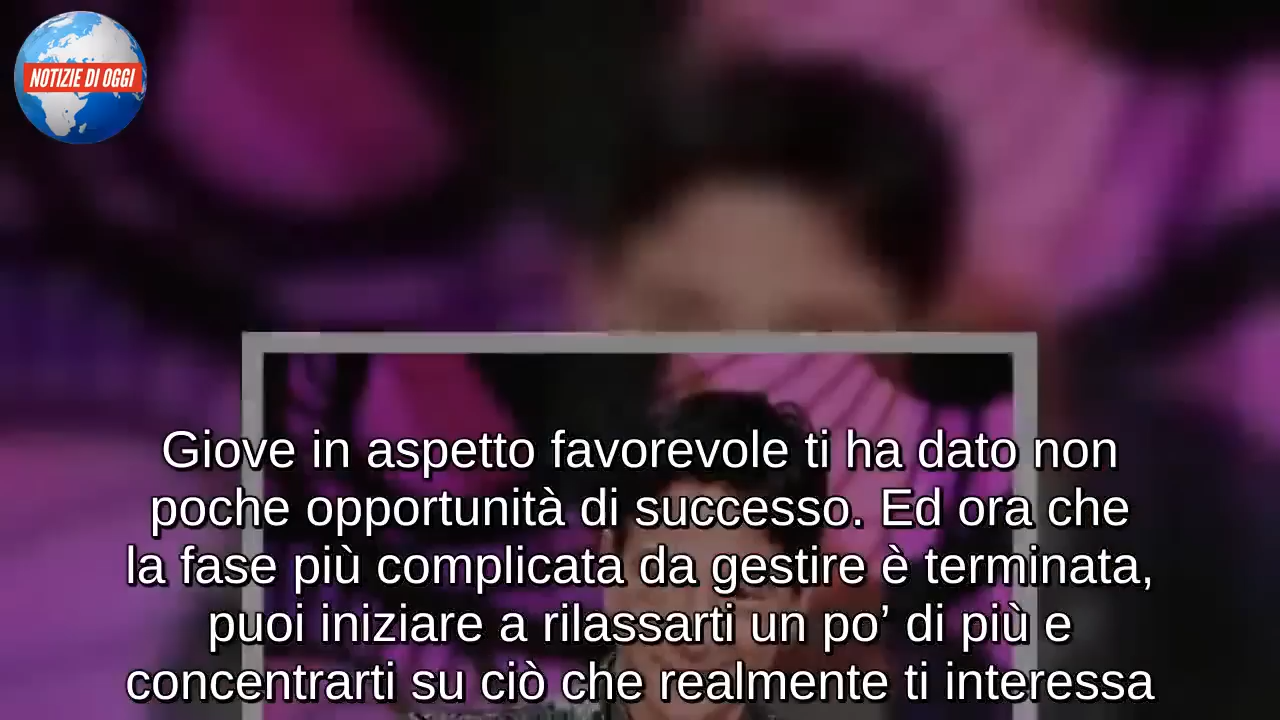 NOTIZIE DI OGGI
Giove in aspetto favorevole ti ha dato non
poche opportunità di successo. Ed ora che
la fase più complicata da gestire è terminata,
puoi iniziare a rilassarti un po’ di più e
concentrarti su ciò che realmente ti interessa